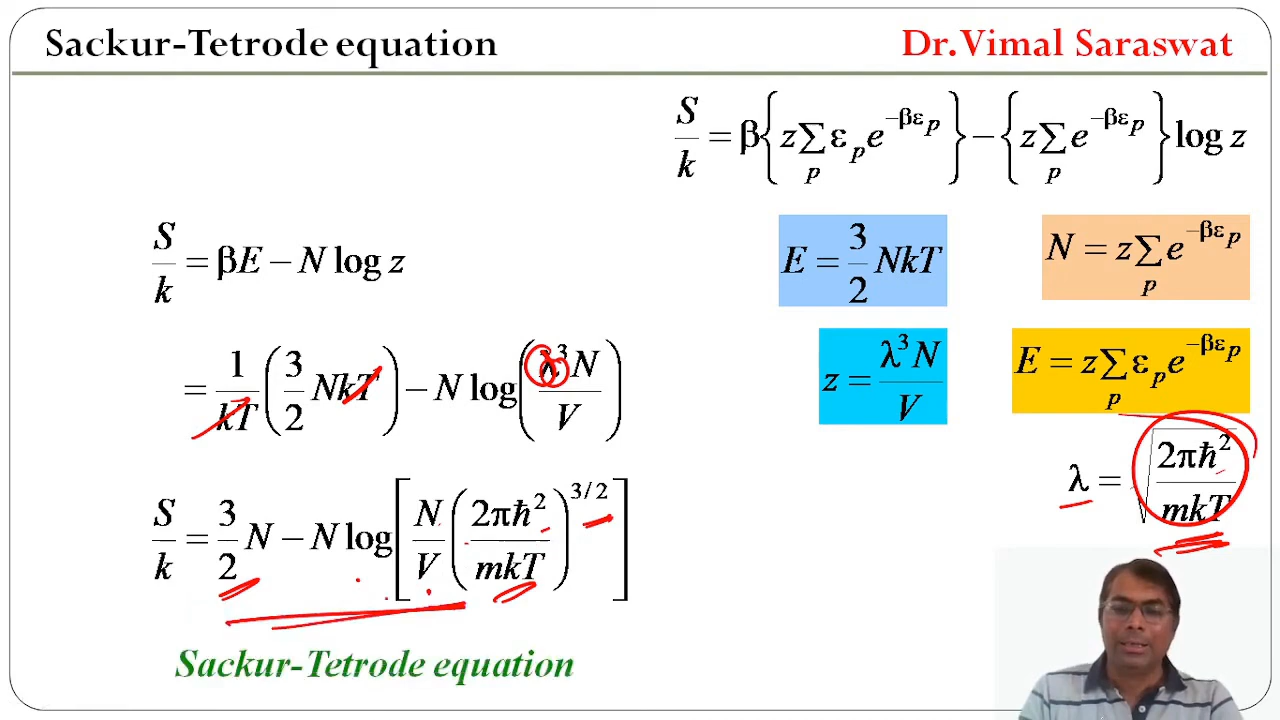 Sackur-Tetrode equation
Dr.Vimal Saraswat
S/k = β{z∑_p ε_p e^{−βε_p}} − {z∑_p e^{−βε_p}} log z
S/k = βE − N log z
E = 3/2 NkT
N = z∑_p e^{−βε_p}
= 1/kT (3/2 NkT) − N log(λ³N/V)
z = λ³N/V
E = z∑_p ε_p e^{−βε_p}
λ = √(2πħ²/mkT)
S/k = 3/2 N − N log[N/V (2πħ²/mkT)^{3/2}]
Sackur-Tetrode equation